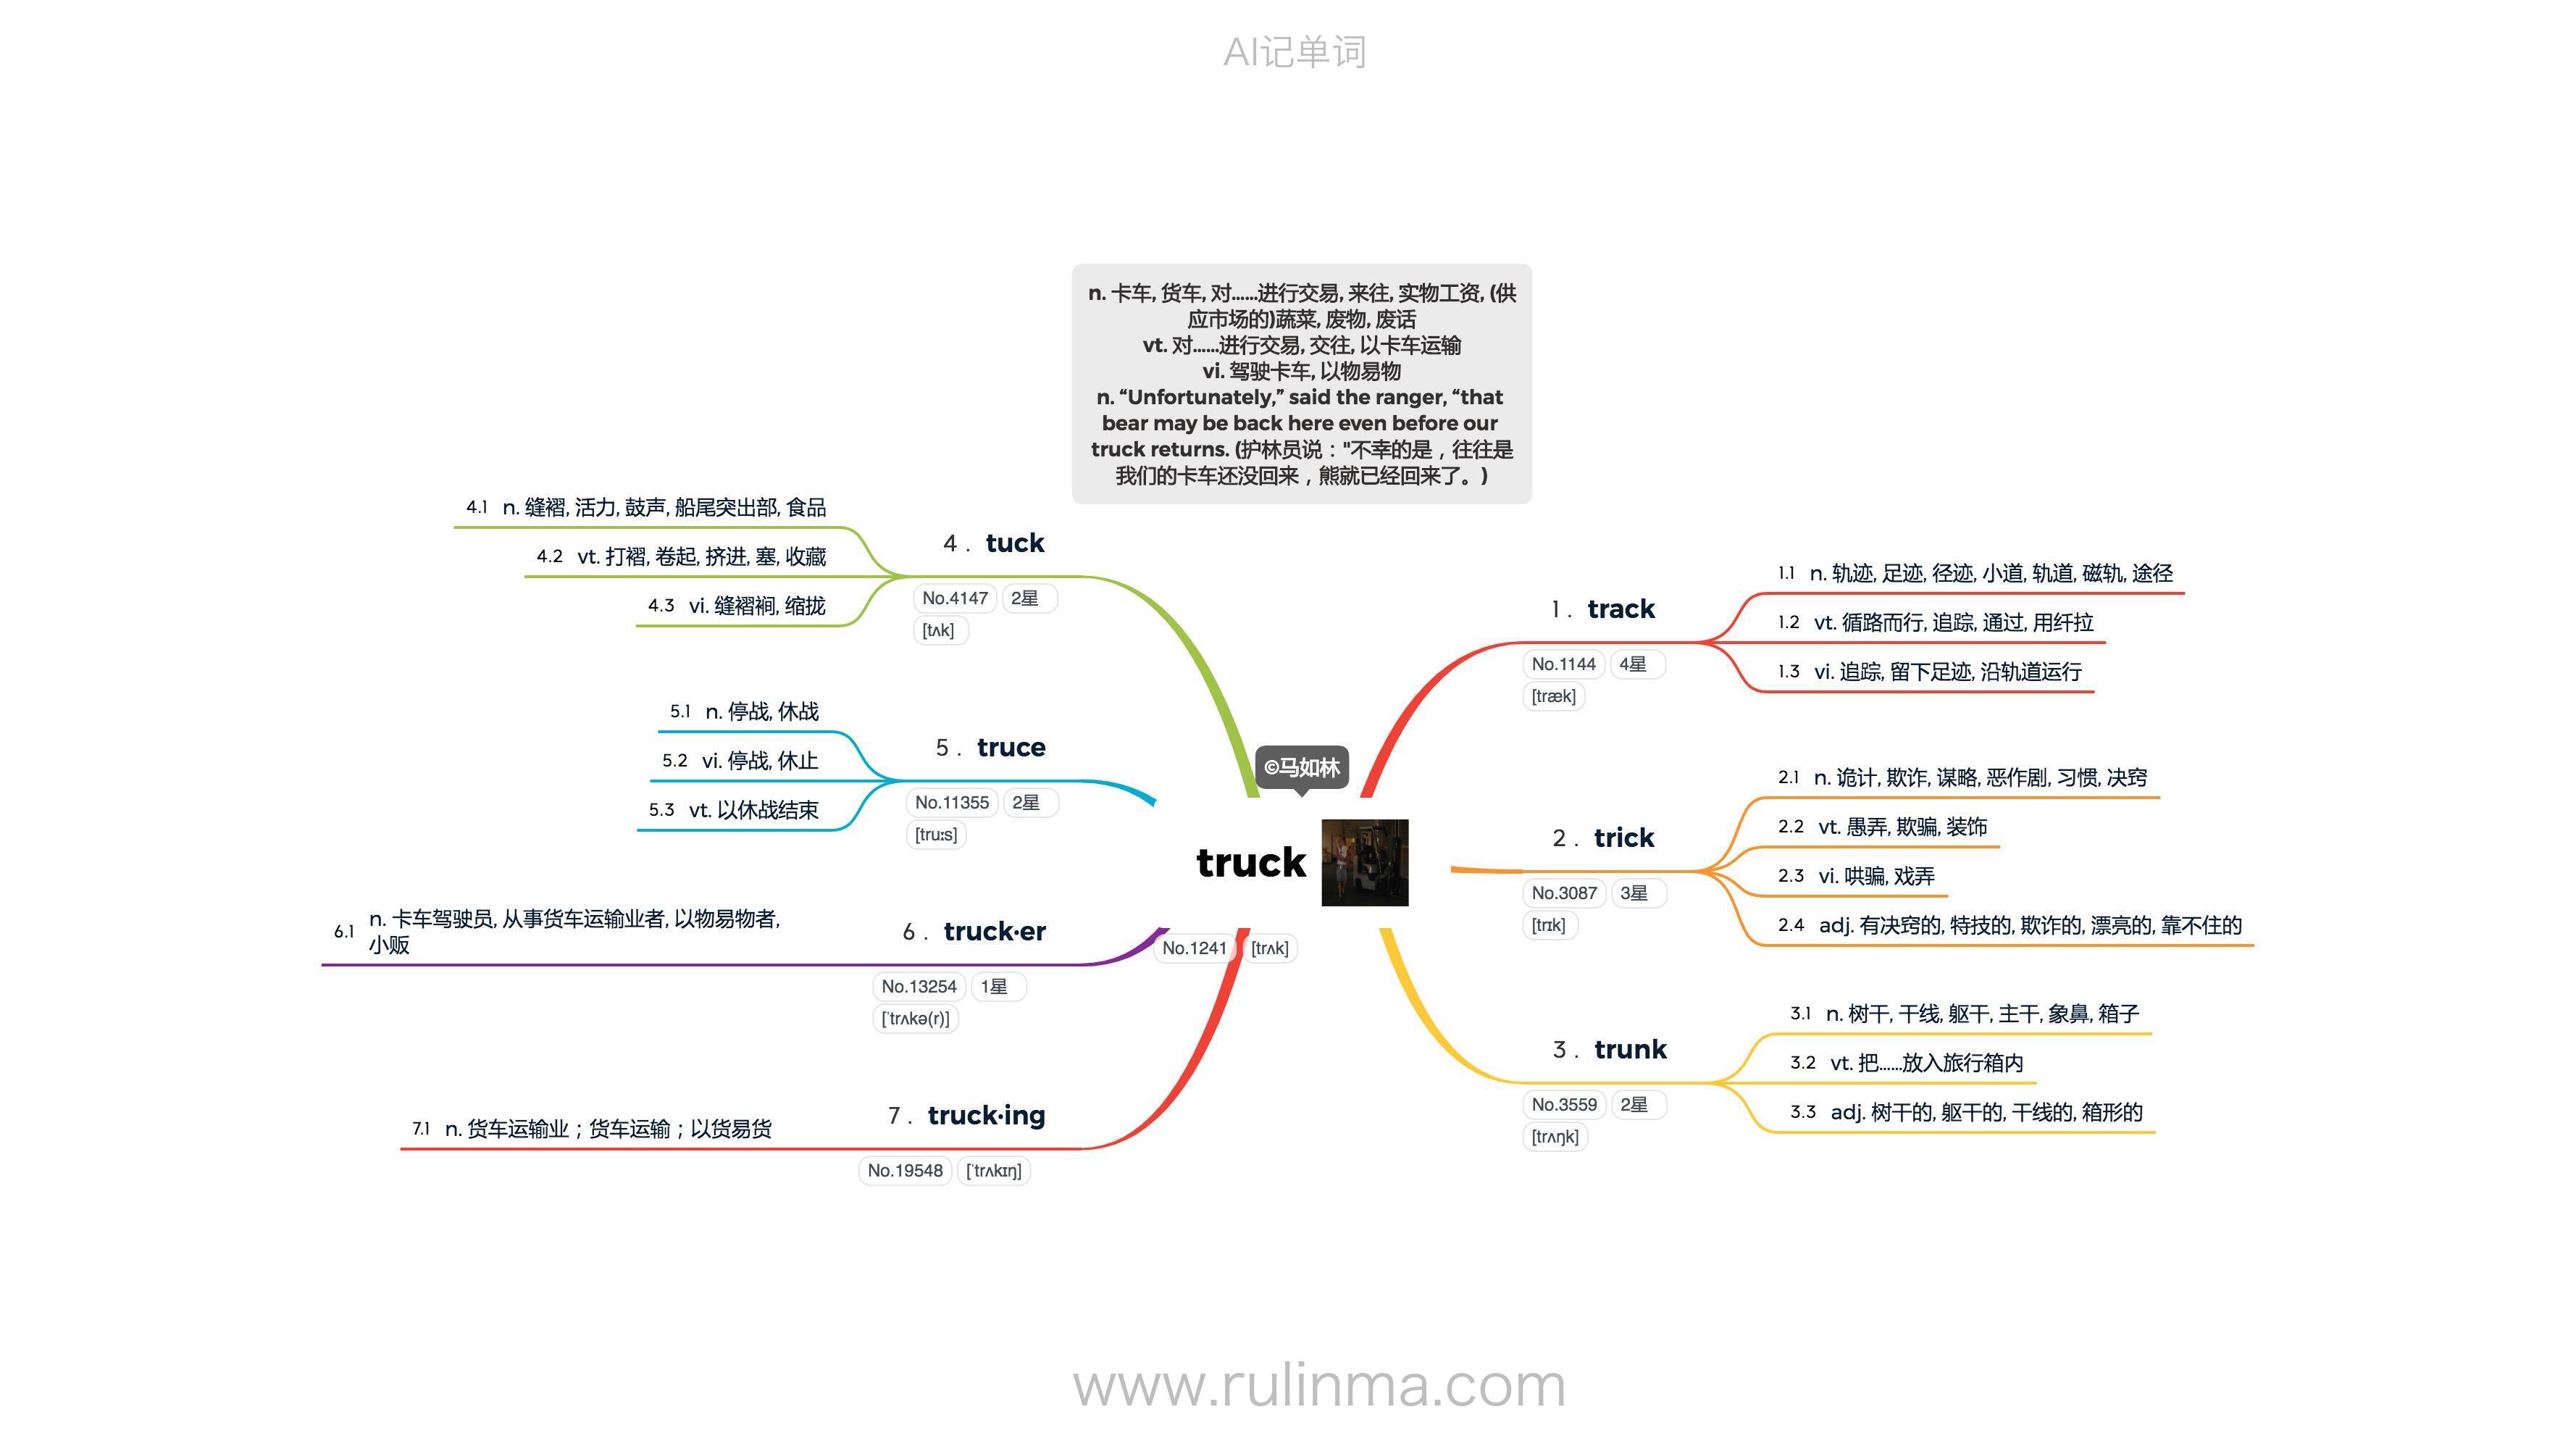 AI记单词
n. 卡车, 货车, 对……进行交易, 来往, 实物工资, (供
应市场的)蔬菜, 废物, 废话
vt. 对……进行交易, 交往, 以卡车运输
vi. 驾驶卡车, 以物易物
n. “Unfortunately,” said the ranger, “that
bear may be back here even before our
truck returns. (护林员说："不幸的是，往往是
我们的卡车还没回来，熊就已经回来了。)
©马如林
truck
No.1241 [trʌk]
1. track
No.1144 4星
[træk]
1.1 n. 轨迹, 足迹, 径迹, 小道, 轨道, 磁轨, 途径
1.2 vt. 循路而行, 追踪, 通过, 用纤拉
1.3 vi. 追踪, 留下足迹, 沿轨道运行
2. trick
No.3087 3星
[trɪk]
2.1 n. 诡计, 欺诈, 谋略, 恶作剧, 习惯, 决窍
2.2 vt. 愚弄, 欺骗, 装饰
2.3 vi. 哄骗, 戏弄
2.4 adj. 有决窍的, 特技的, 欺诈的, 漂亮的, 靠不住的
3. trunk
No.3559 2星
[trʌŋk]
3.1 n. 树干, 干线, 躯干, 主干, 象鼻, 箱子
3.2 vt. 把……放入旅行箱内
3.3 adj. 树干的, 躯干的, 干线的, 箱形的
4. tuck
No.4147 2星
[tʌk]
4.1 n. 缝褶, 活力, 鼓声, 船尾突出部, 食品
4.2 vt. 打褶, 卷起, 挤进, 塞, 收藏
4.3 vi. 缝褶裥, 缩拢
5. truce
No.11355 2星
[truːs]
5.1 n. 停战, 休战
5.2 vi. 停战, 休止
5.3 vt. 以休战结束
6. truck·er
No.13254 1星
[ˈtrʌkə(r)]
6.1 n. 卡车驾驶员, 从事货车运输业者, 以物易物者,
小贩
7. truck·ing
No.19548 [ˈtrʌkɪŋ]
7.1 n. 货车运输业；货车运输；以货易货
www.rulinma.com